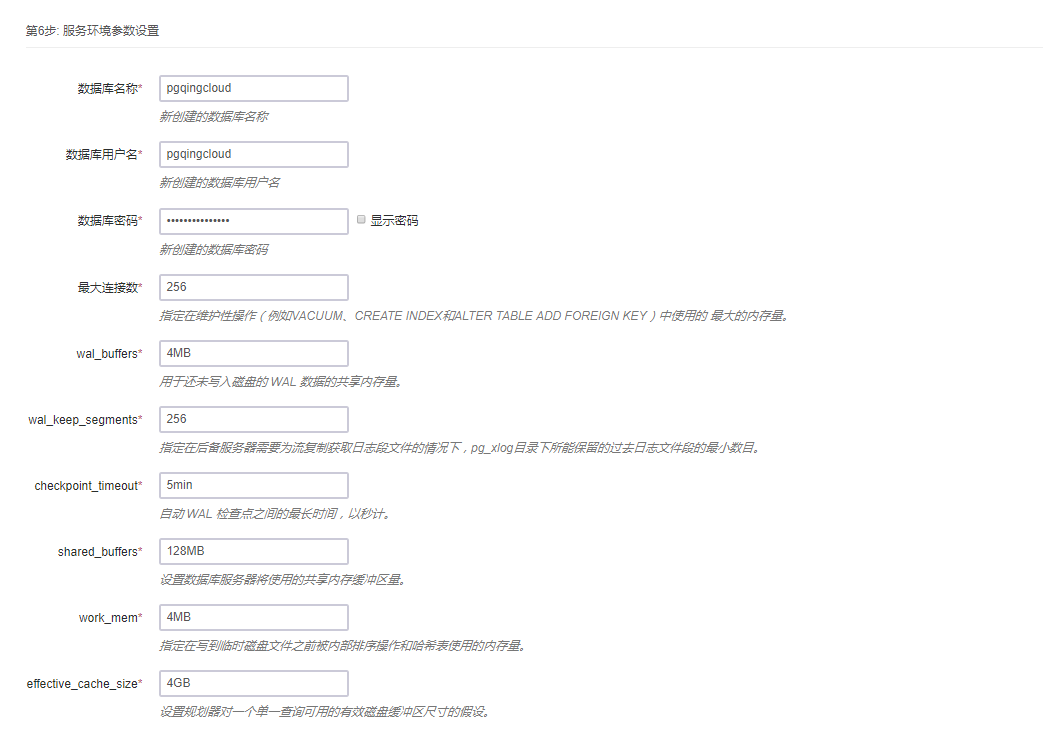 第6步: 服务环境参数设置
数据库名称* pgqingcloud
新创建的数据库名称
数据库用户名* pgqingcloud
新创建的数据库用户名
数据库密码* ••••••••••••••• 显示密码
新创建的数据库密码
最大连接数* 256
指定在维护性操作（例如VACUUM、CREATE INDEX和ALTER TABLE ADD FOREIGN KEY）中使用的 最大的内存量。
wal_buffers* 4MB
用于还未写入磁盘的 WAL 数据的共享内存量。
wal_keep_segments* 256
指定在后备服务器需要为流复制获取日志段文件的情况下，pg_xlog目录下所能保留的过去日志文件段的最小数目。
checkpoint_timeout* 5min
自动 WAL 检查点之间的最长时间，以秒计。
shared_buffers* 128MB
设置数据库服务器将使用的共享内存缓冲区量。
work_mem* 4MB
指定在写到临时磁盘文件之前被内部排序操作和哈希表使用的内存量。
effective_cache_size* 4GB
设置规划器对一个单一查询可用的有效磁盘缓冲区尺寸的假设。